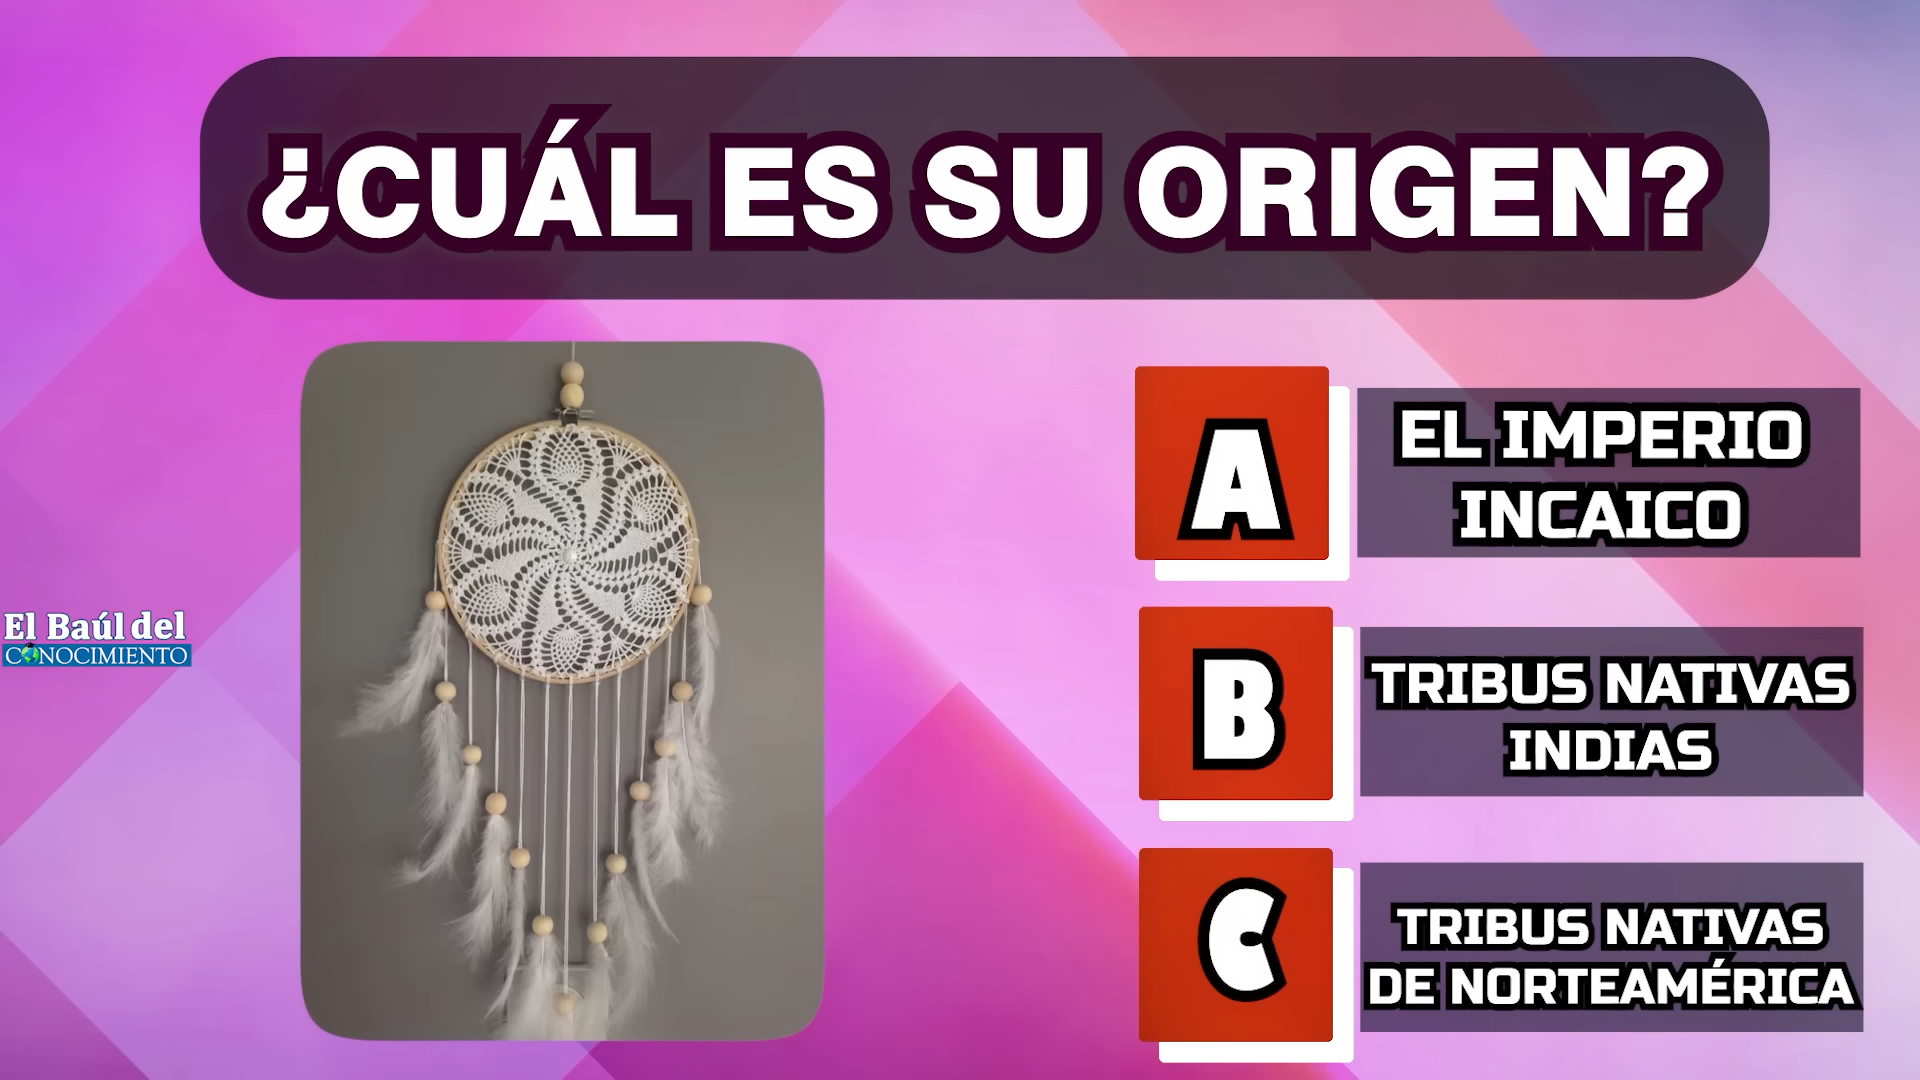 ¿CUÁL ES SU ORIGEN?
A
EL IMPERIO
INCAICO
B
TRIBUS NATIVAS
INDIAS
C
TRIBUS NATIVAS
DE NORTEAMÉRICA
El Baúl del
CONOCIMIENTO